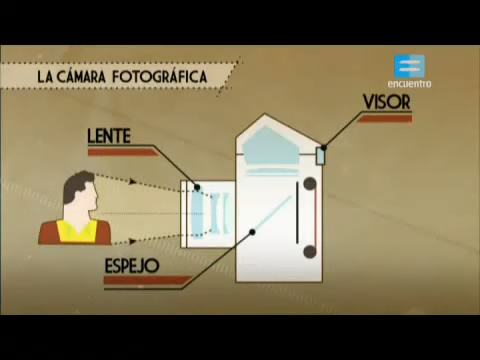 LA CÁMARA FOTOGRÁFICA
encuentro
VISOR
LENTE
ESPEJO